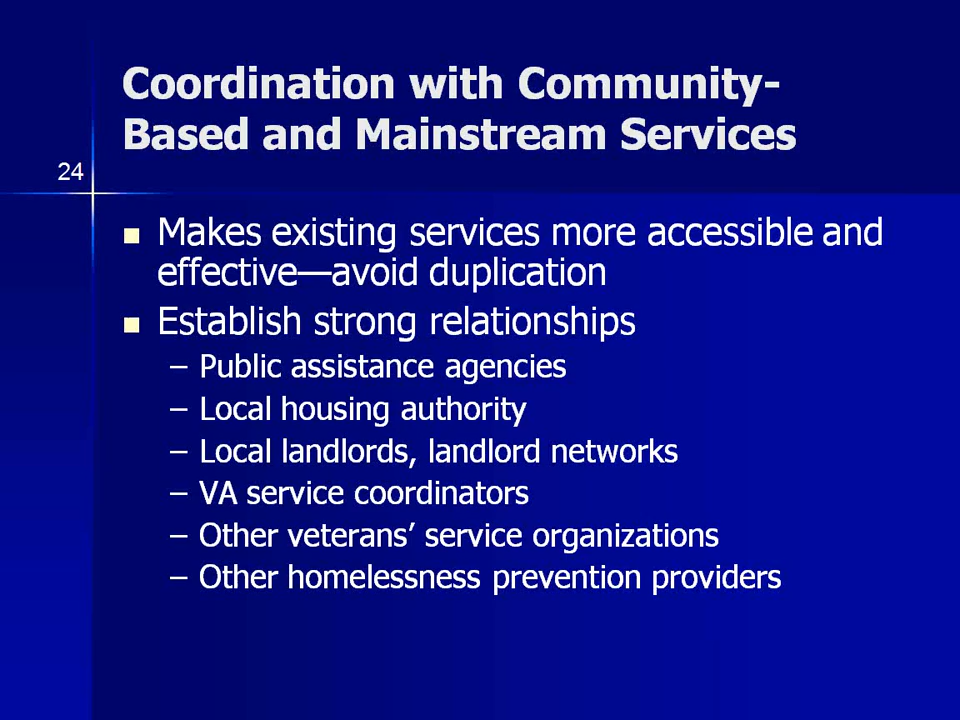 Coordination with Community-
Based and Mainstream Services
24
■ Makes existing services more accessible and
effective—avoid duplication
■ Establish strong relationships
– Public assistance agencies
– Local housing authority
– Local landlords, landlord networks
– VA service coordinators
– Other veterans’ service organizations
– Other homelessness prevention providers